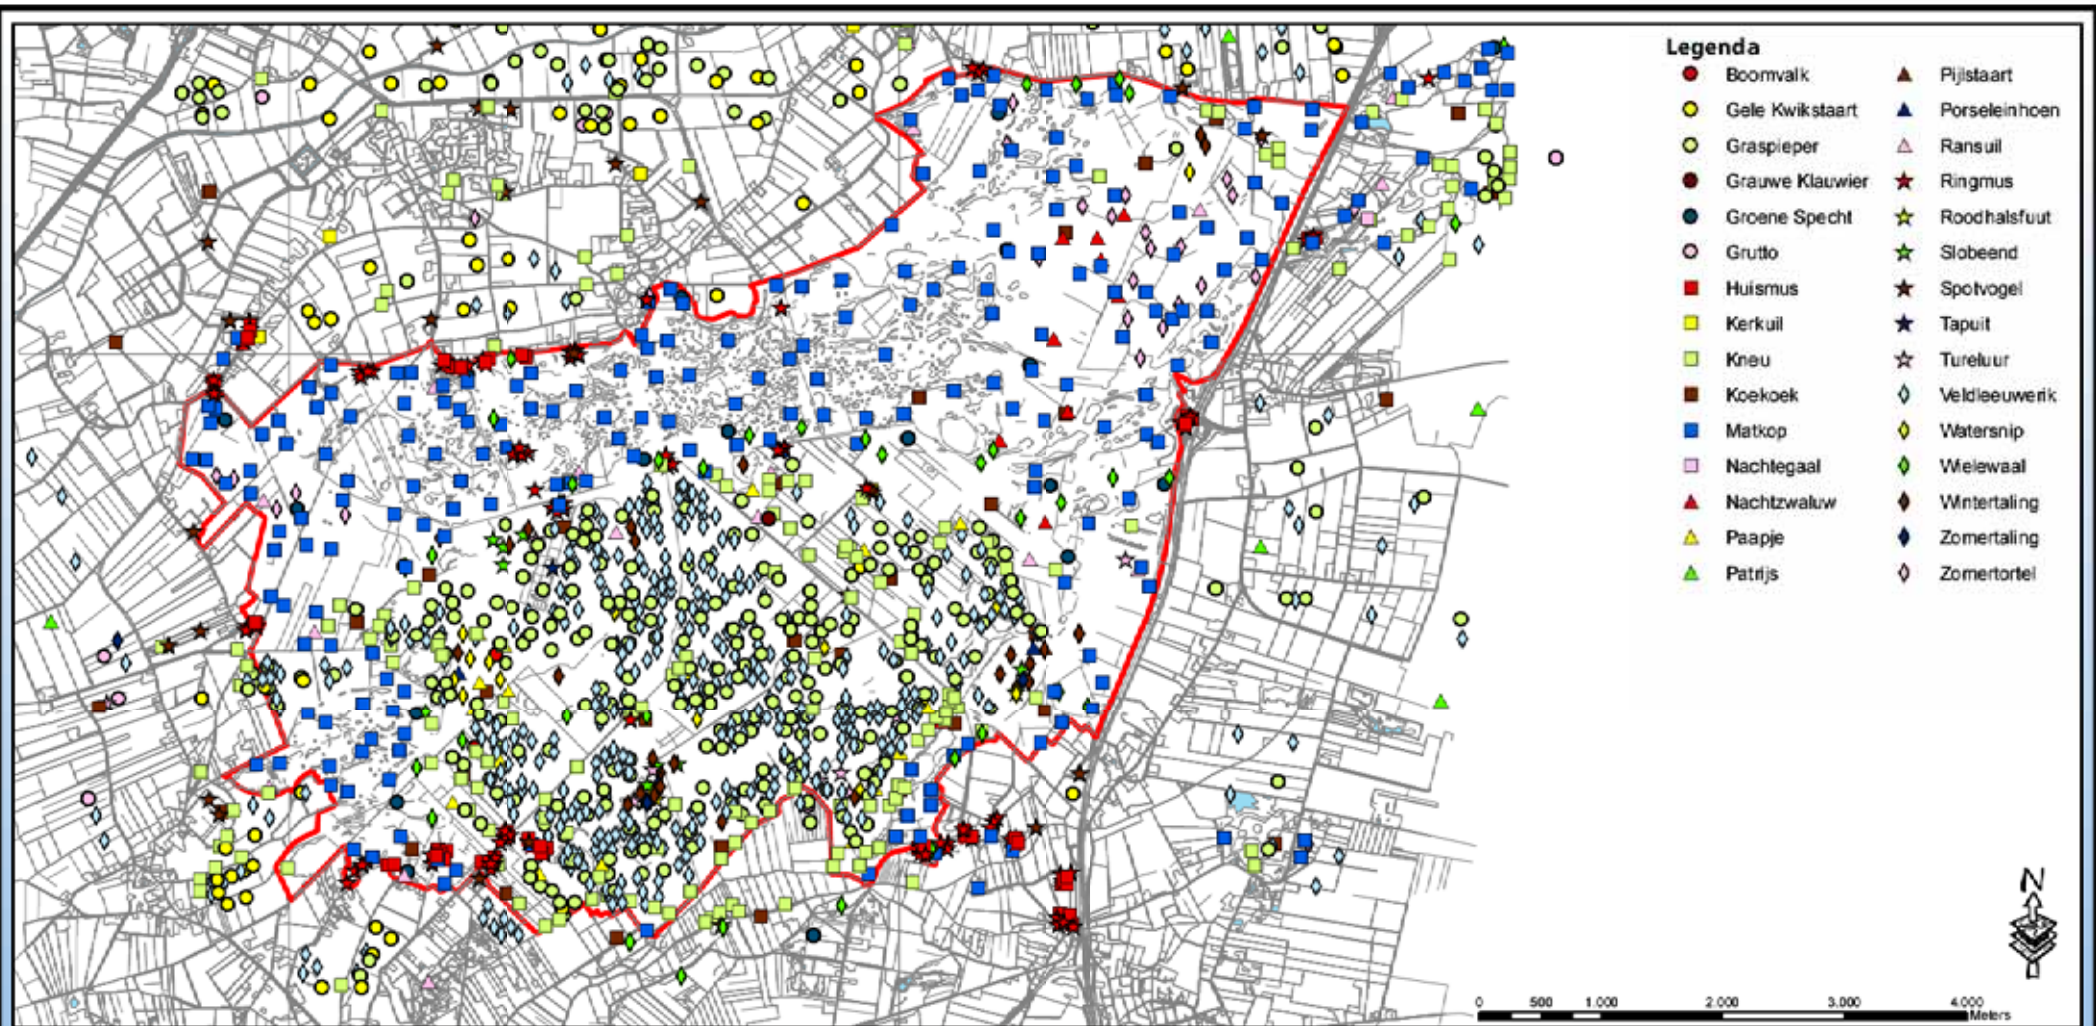 Legenda
Boomvalk
Gele Kwikstaart
Graspieper
Grauwe Klauwier
Groene Specht
Grutto
Huismus
Kerkuil
Kneu
Koekoek
Matkop
Nachtegaal
Nachtzwaluw
Paapje
Patrijs
Pijlstaart
Porseleinhoen
Ransuil
Ringmus
Roodhalsfuut
Slobeend
Spotvogel
Tapuit
Tureluur
Veldleeuwerik
Watersnip
Wielewaal
Wintertaling
Zomertaling
Zomertortel
N
0 500 1.000 2.000 3.000 4.000
Meters